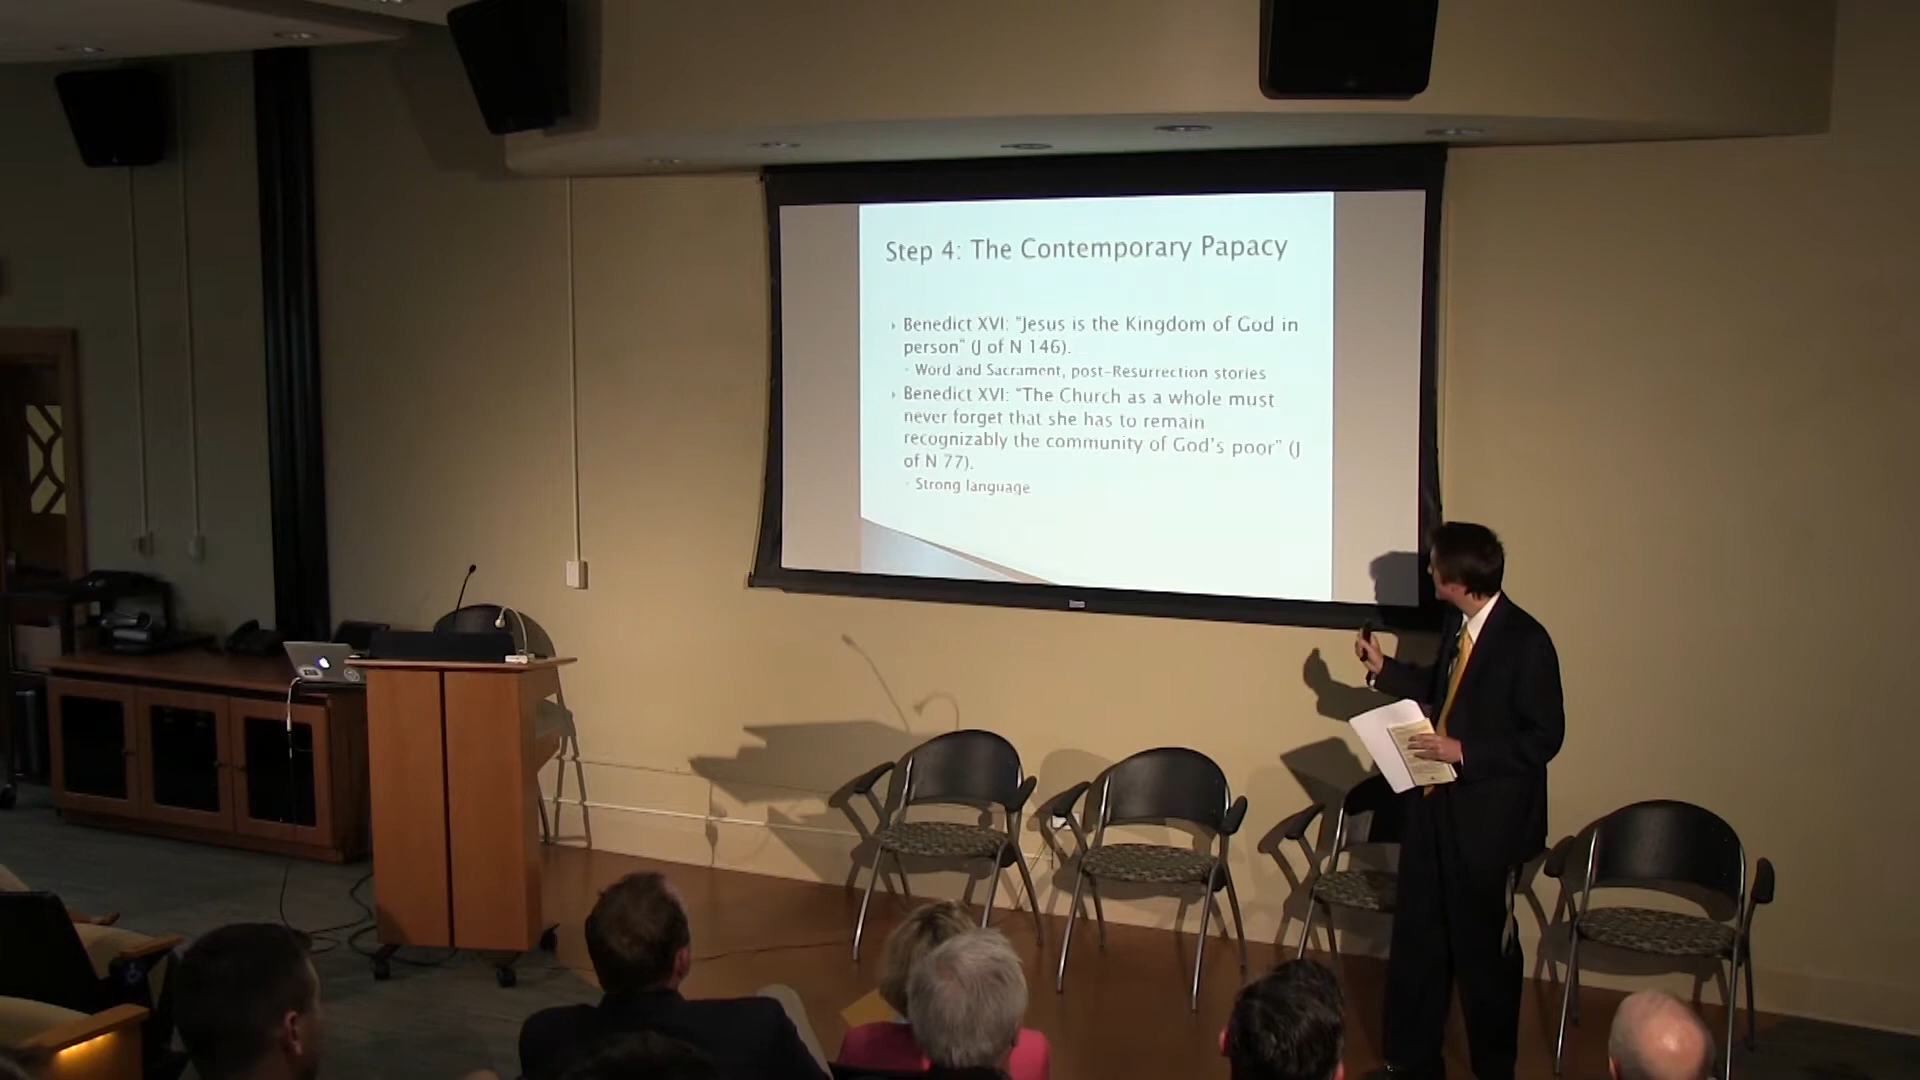 Step 4: The Contemporary Papacy
Benedict XVI: "Jesus is the Kingdom of God in
person" (J of N 146).
Word and Sacrament, post-Resurrection stories
Benedict XVI: "The Church as a whole must
never forget that she has to remain
recognizably the community of God's poor" (J
of N 77).
Strong language